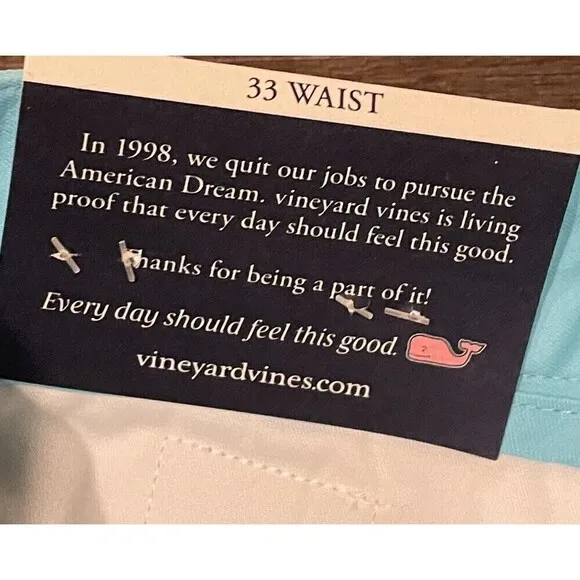 33 WAIST
In 1998, we quit our jobs to pursue the
American Dream. vineyard vines is living
proof that every day should feel this good.
Thanks for being a part of it!
Every day should feel this good.
vineyardvines.com